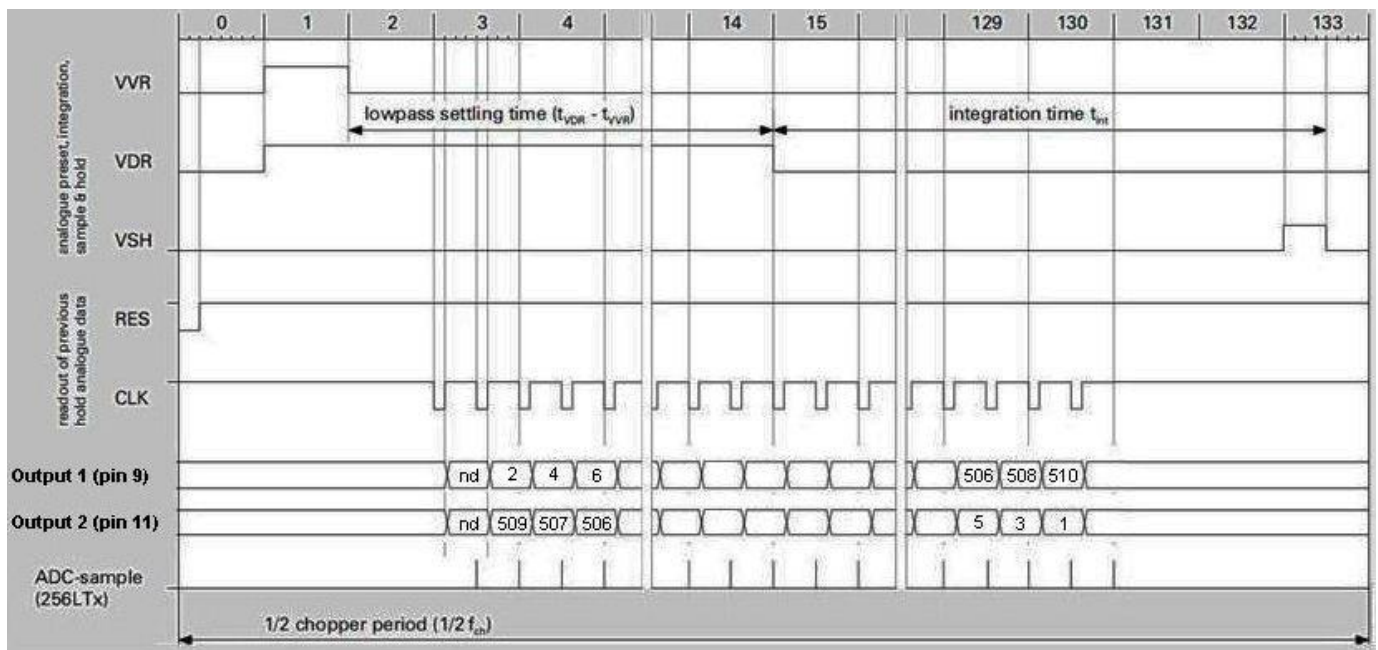 0 1 2 3 4 14 15 129 130 131 132 133
analogue preset, integration,
sample & hold
VVR
lowpass settling time (tVDR - tVVR)
integration time tint
VDR
VSH
readout of previous
hold analogue data
RES
CLK
Output 1 (pin 9)
nd 2 4 6 506 508 510
Output 2 (pin 11)
nd 509 507 506 5 3 1
ADC-sample
(256LTx)
1/2 chopper period (1/2 fch)